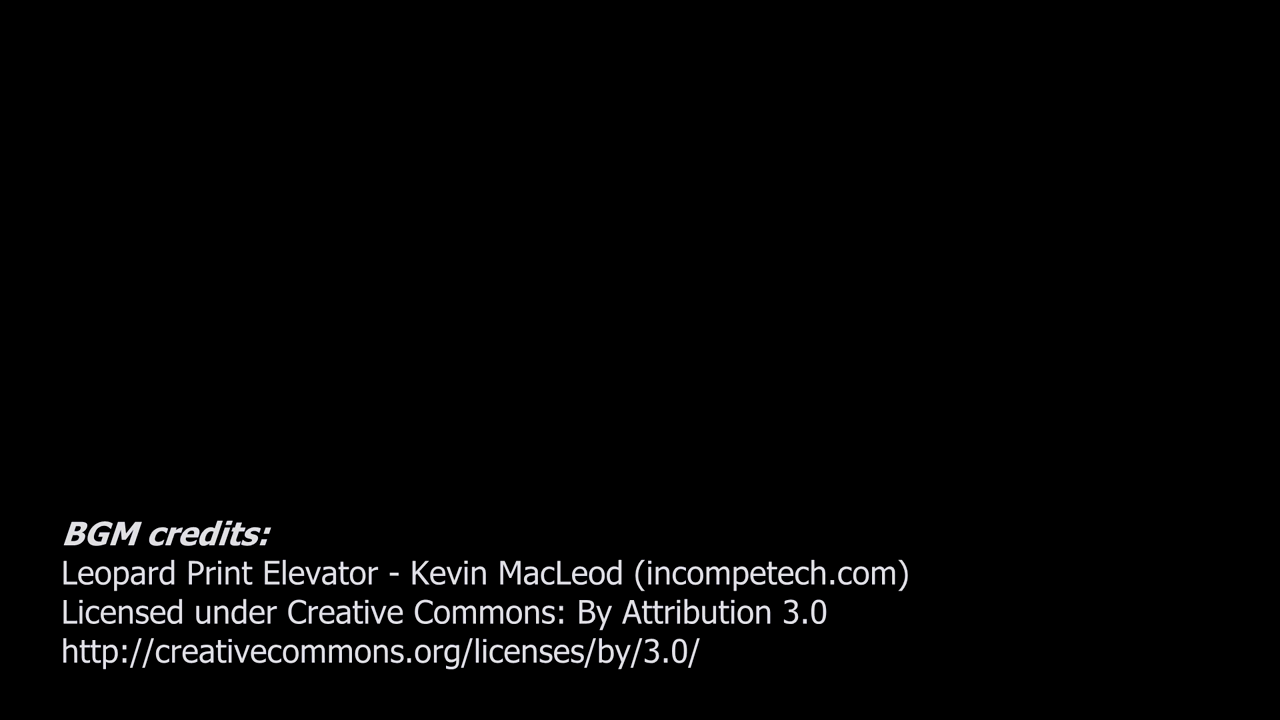 BGM credits:
Leopard Print Elevator - Kevin MacLeod (incompetech.com)
Licensed under Creative Commons: By Attribution 3.0
http://creativecommons.org/licenses/by/3.0/